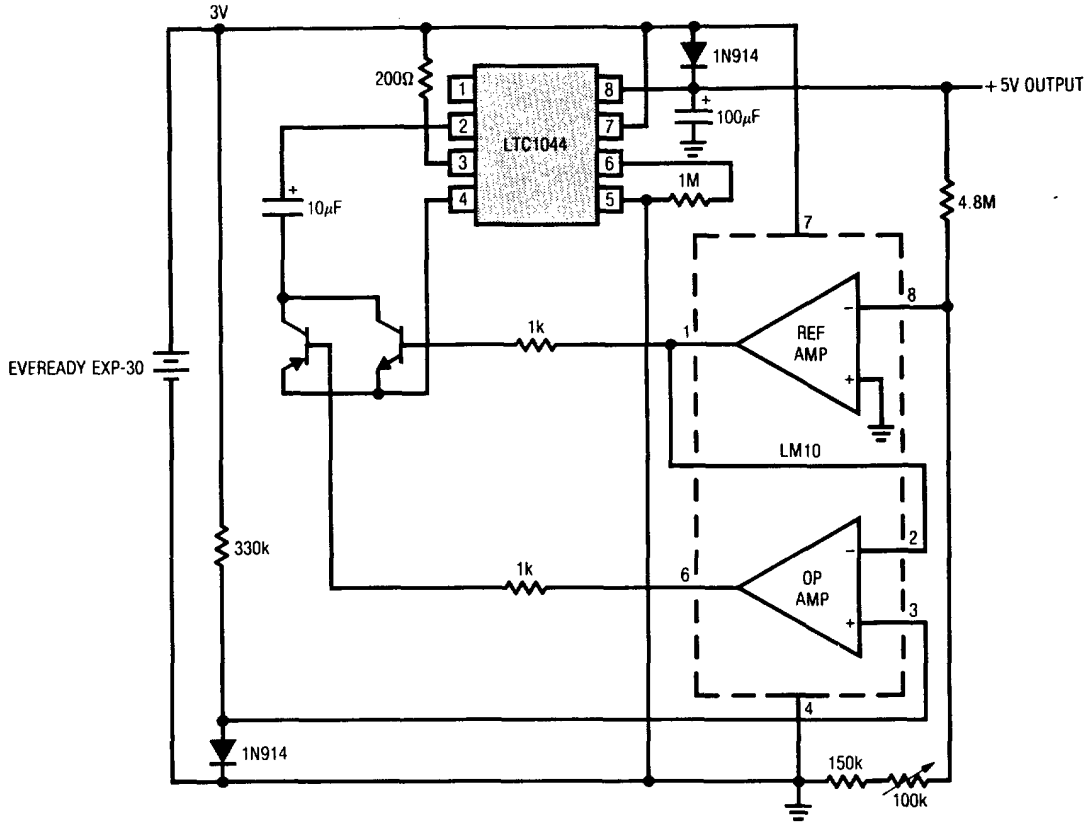 3V
200Ω
1N914
+ 5V OUTPUT
1
2
3
4
LTC1044
8
7
6
5
+
100µF
1M
4.8M
+
10µF
7
8
−
REF
AMP
+
1
1k
EVEREADY EXP-30
LM10
330k
1k
6
2
−
OP
AMP
+
3
4
1N914
150k
100k